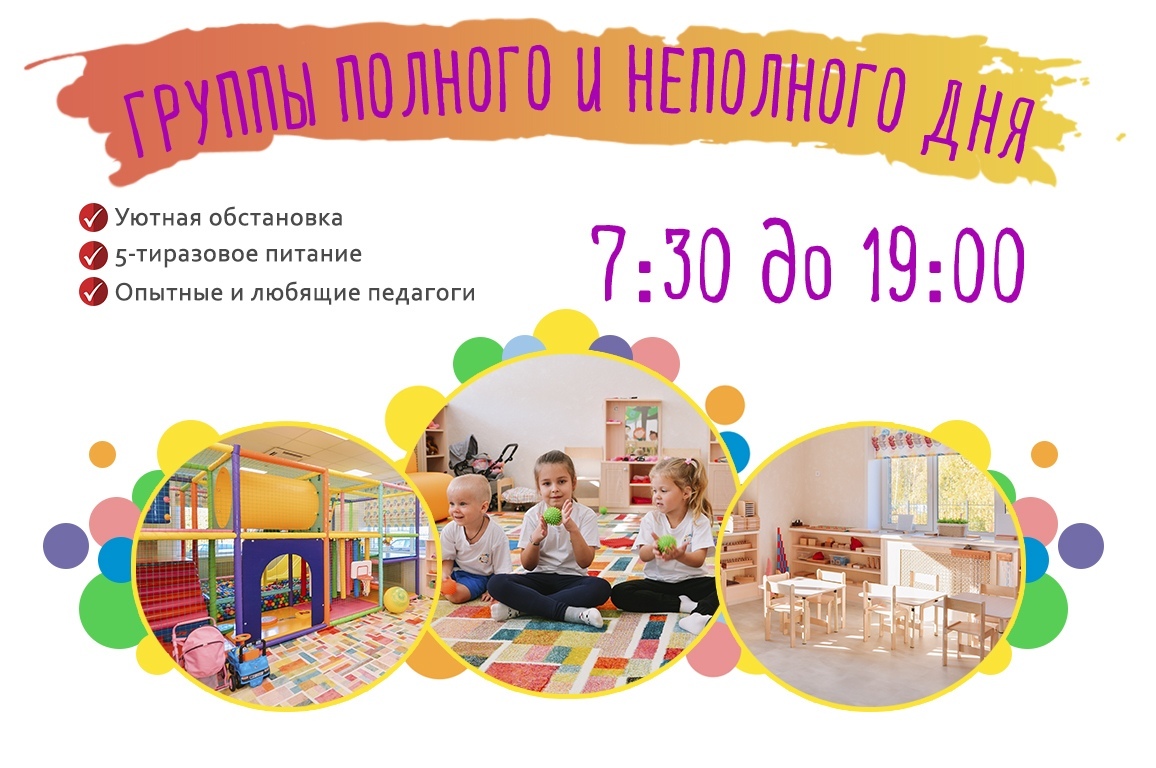 ГРУППЫ ПОЛНОГО И НЕПОЛНОГО ДНЯ
Уютная обстановка
5-тиразовое питание
Опытные и любящие педагоги
7:30 до 19:00